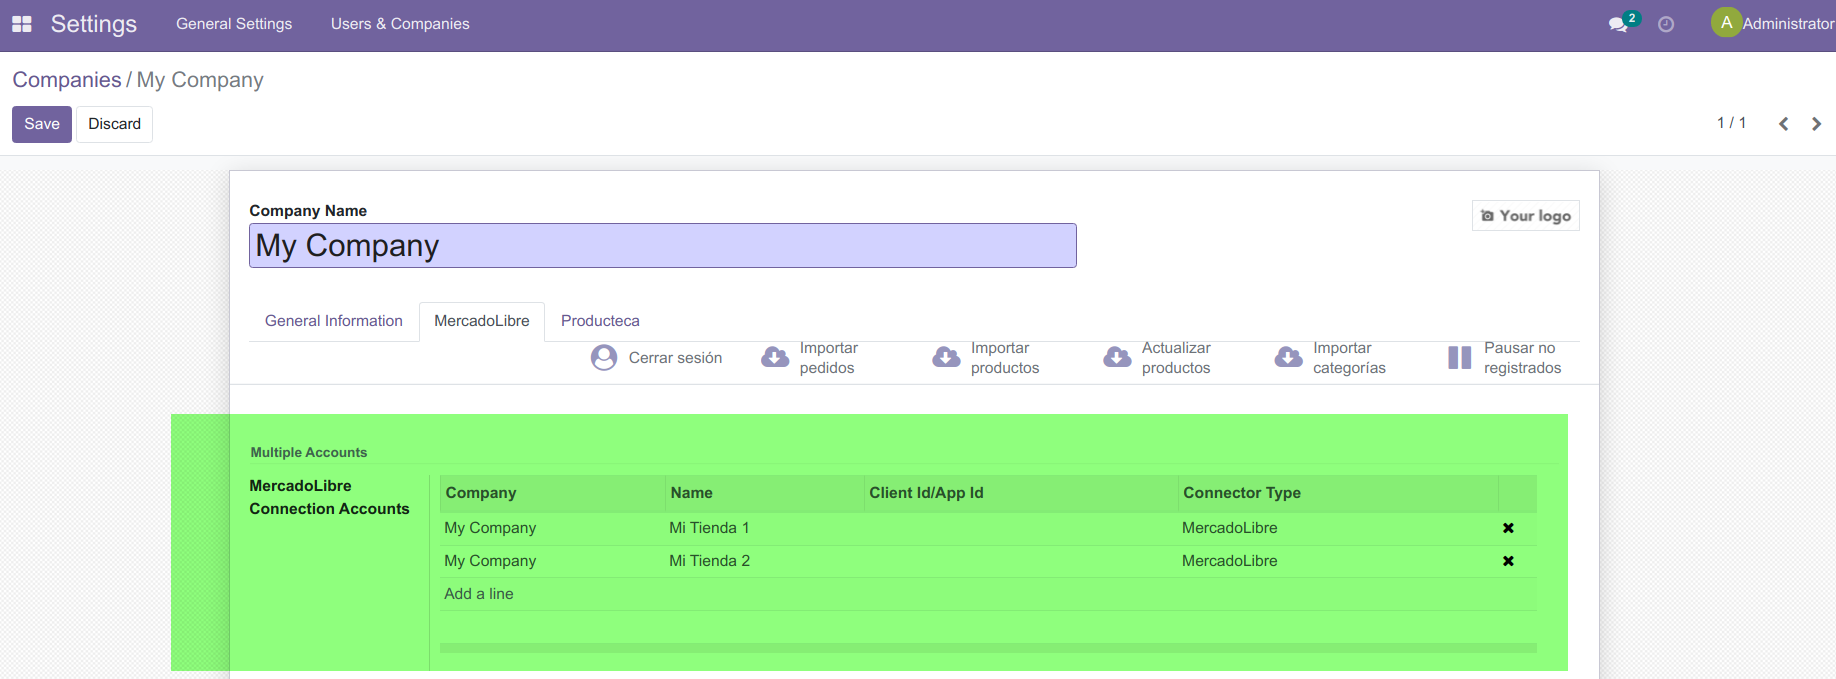 Settings General Settings Users & Companies 2 A Administrator
Companies / My Company
Save Discard 1 / 1
Company Name
Your logo
My Company
General Information MercadoLibre Producteca
Cerrar sesión
Importar
pedidos
Importar
productos
Actualizar
productos
Importar
categorías
Pausar no
registrados
Multiple Accounts
MercadoLibre
Connection Accounts
Company Name Client Id/App Id Connector Type
My Company Mi Tienda 1 MercadoLibre
My Company Mi Tienda 2 MercadoLibre
Add a line